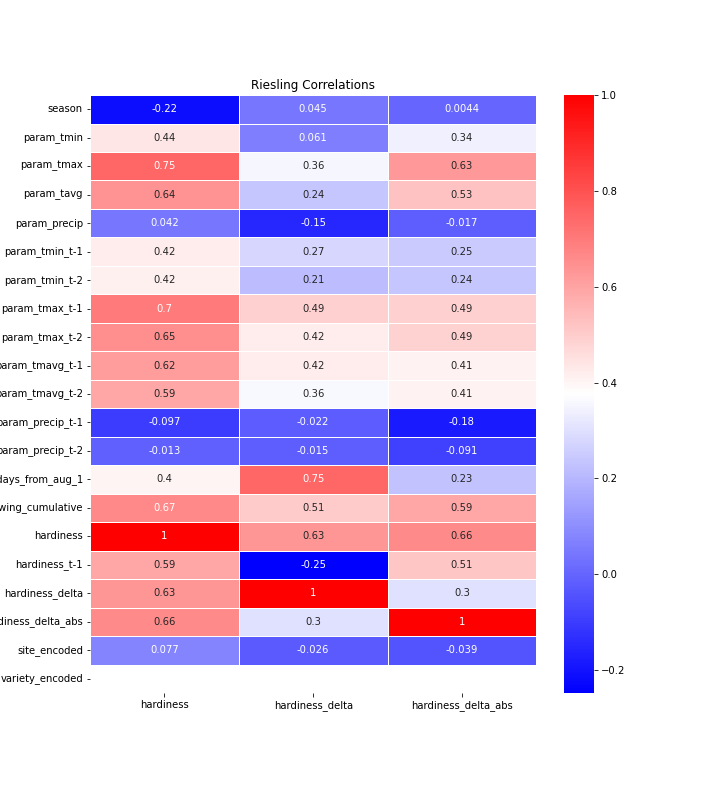 Riesling Correlations
season -0.22 0.045 0.0044
param_tmin 0.44 0.061 0.34
param_tmax 0.75 0.36 0.63
param_tavg 0.64 0.24 0.53
param_precip 0.042 -0.15 -0.017
param_tmin_t-1 0.42 0.27 0.25
param_tmin_t-2 0.42 0.21 0.24
param_tmax_t-1 0.7 0.49 0.49
param_tmax_t-2 0.65 0.42 0.49
param_tmavg_t-1 0.62 0.42 0.41
param_tmavg_t-2 0.59 0.36 0.41
param_precip_t-1 -0.097 -0.022 -0.18
param_precip_t-2 -0.013 -0.015 -0.091
days_from_aug_1 0.4 0.75 0.23
wing_cumulative 0.67 0.51 0.59
hardiness 1 0.63 0.66
hardiness_t-1 0.59 -0.25 0.51
hardiness_delta 0.63 1 0.3
diness_delta_abs 0.66 0.3 1
site_encoded 0.077 -0.026 -0.039
variety_encoded
hardiness hardiness_delta hardiness_delta_abs
1.0
0.8
0.6
0.4
0.2
0.0
−0.2